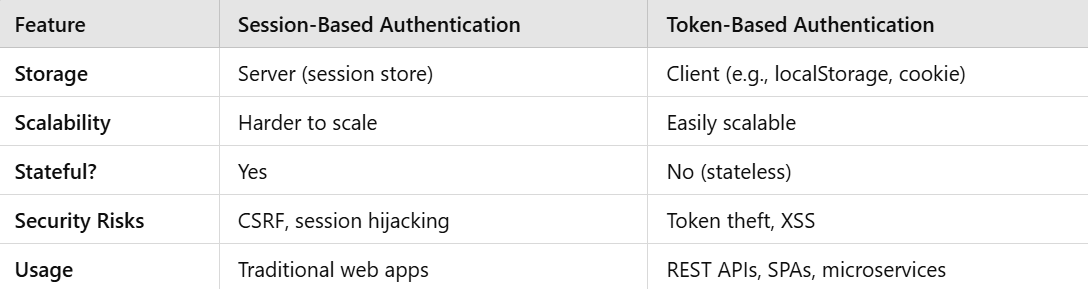 Feature Session-Based Authentication Token-Based Authentication
Storage Server (session store) Client (e.g., localStorage, cookie)
Scalability Harder to scale Easily scalable
Stateful? Yes No (stateless)
Security Risks CSRF, session hijacking Token theft, XSS
Usage Traditional web apps REST APIs, SPAs, microservices